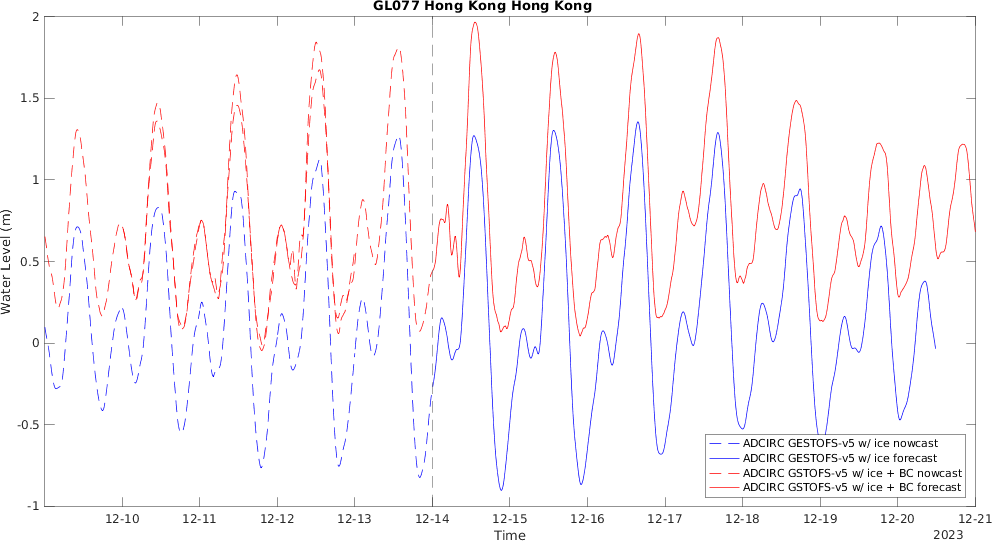 GL077 Hong Kong Hong Kong
2
1.5
1
0.5
0
-0.5
-1
Water Level (m)
12-10 12-11 12-12 12-13 12-14 12-15 12-16 12-17 12-18 12-19 12-20 12-21
Time
2023
ADCIRC GESTOFS-v5 w/ ice nowcast
ADCIRC GESTOFS-v5 w/ ice forecast
ADCIRC GSTOFS-v5 w/ ice + BC nowcast
ADCIRC GSTOFS-v5 w/ ice + BC forecast